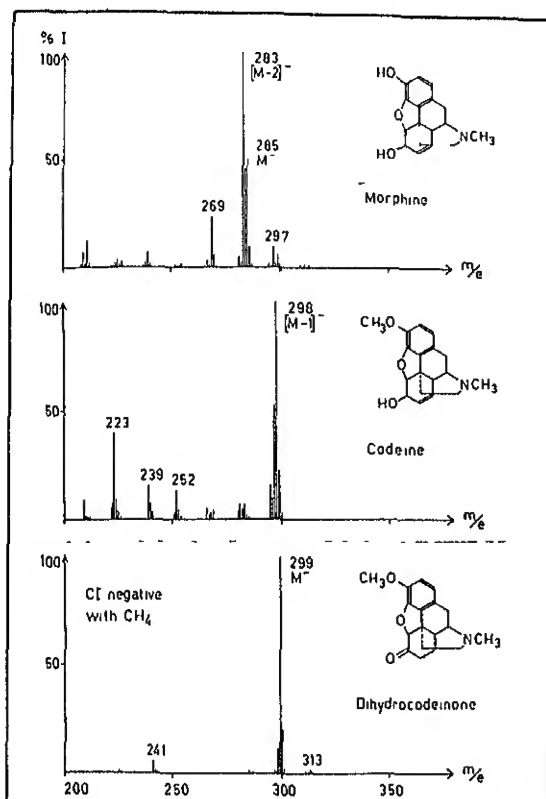 % I
100
50
283
[M-2]⁻
285
M⁻
269
297
m/e
HO
O
HO
NCH₃
Morphine
100
50
298
[M-1]⁻
223
239
252
m/e
CH₃O
O
HO
NCH₃
Codeine
100
50
CI negative
with CH₄
299
M⁻
241
313
m/e
CH₃O
O
O
NCH₃
Dihydrocodeinone
200
250
300